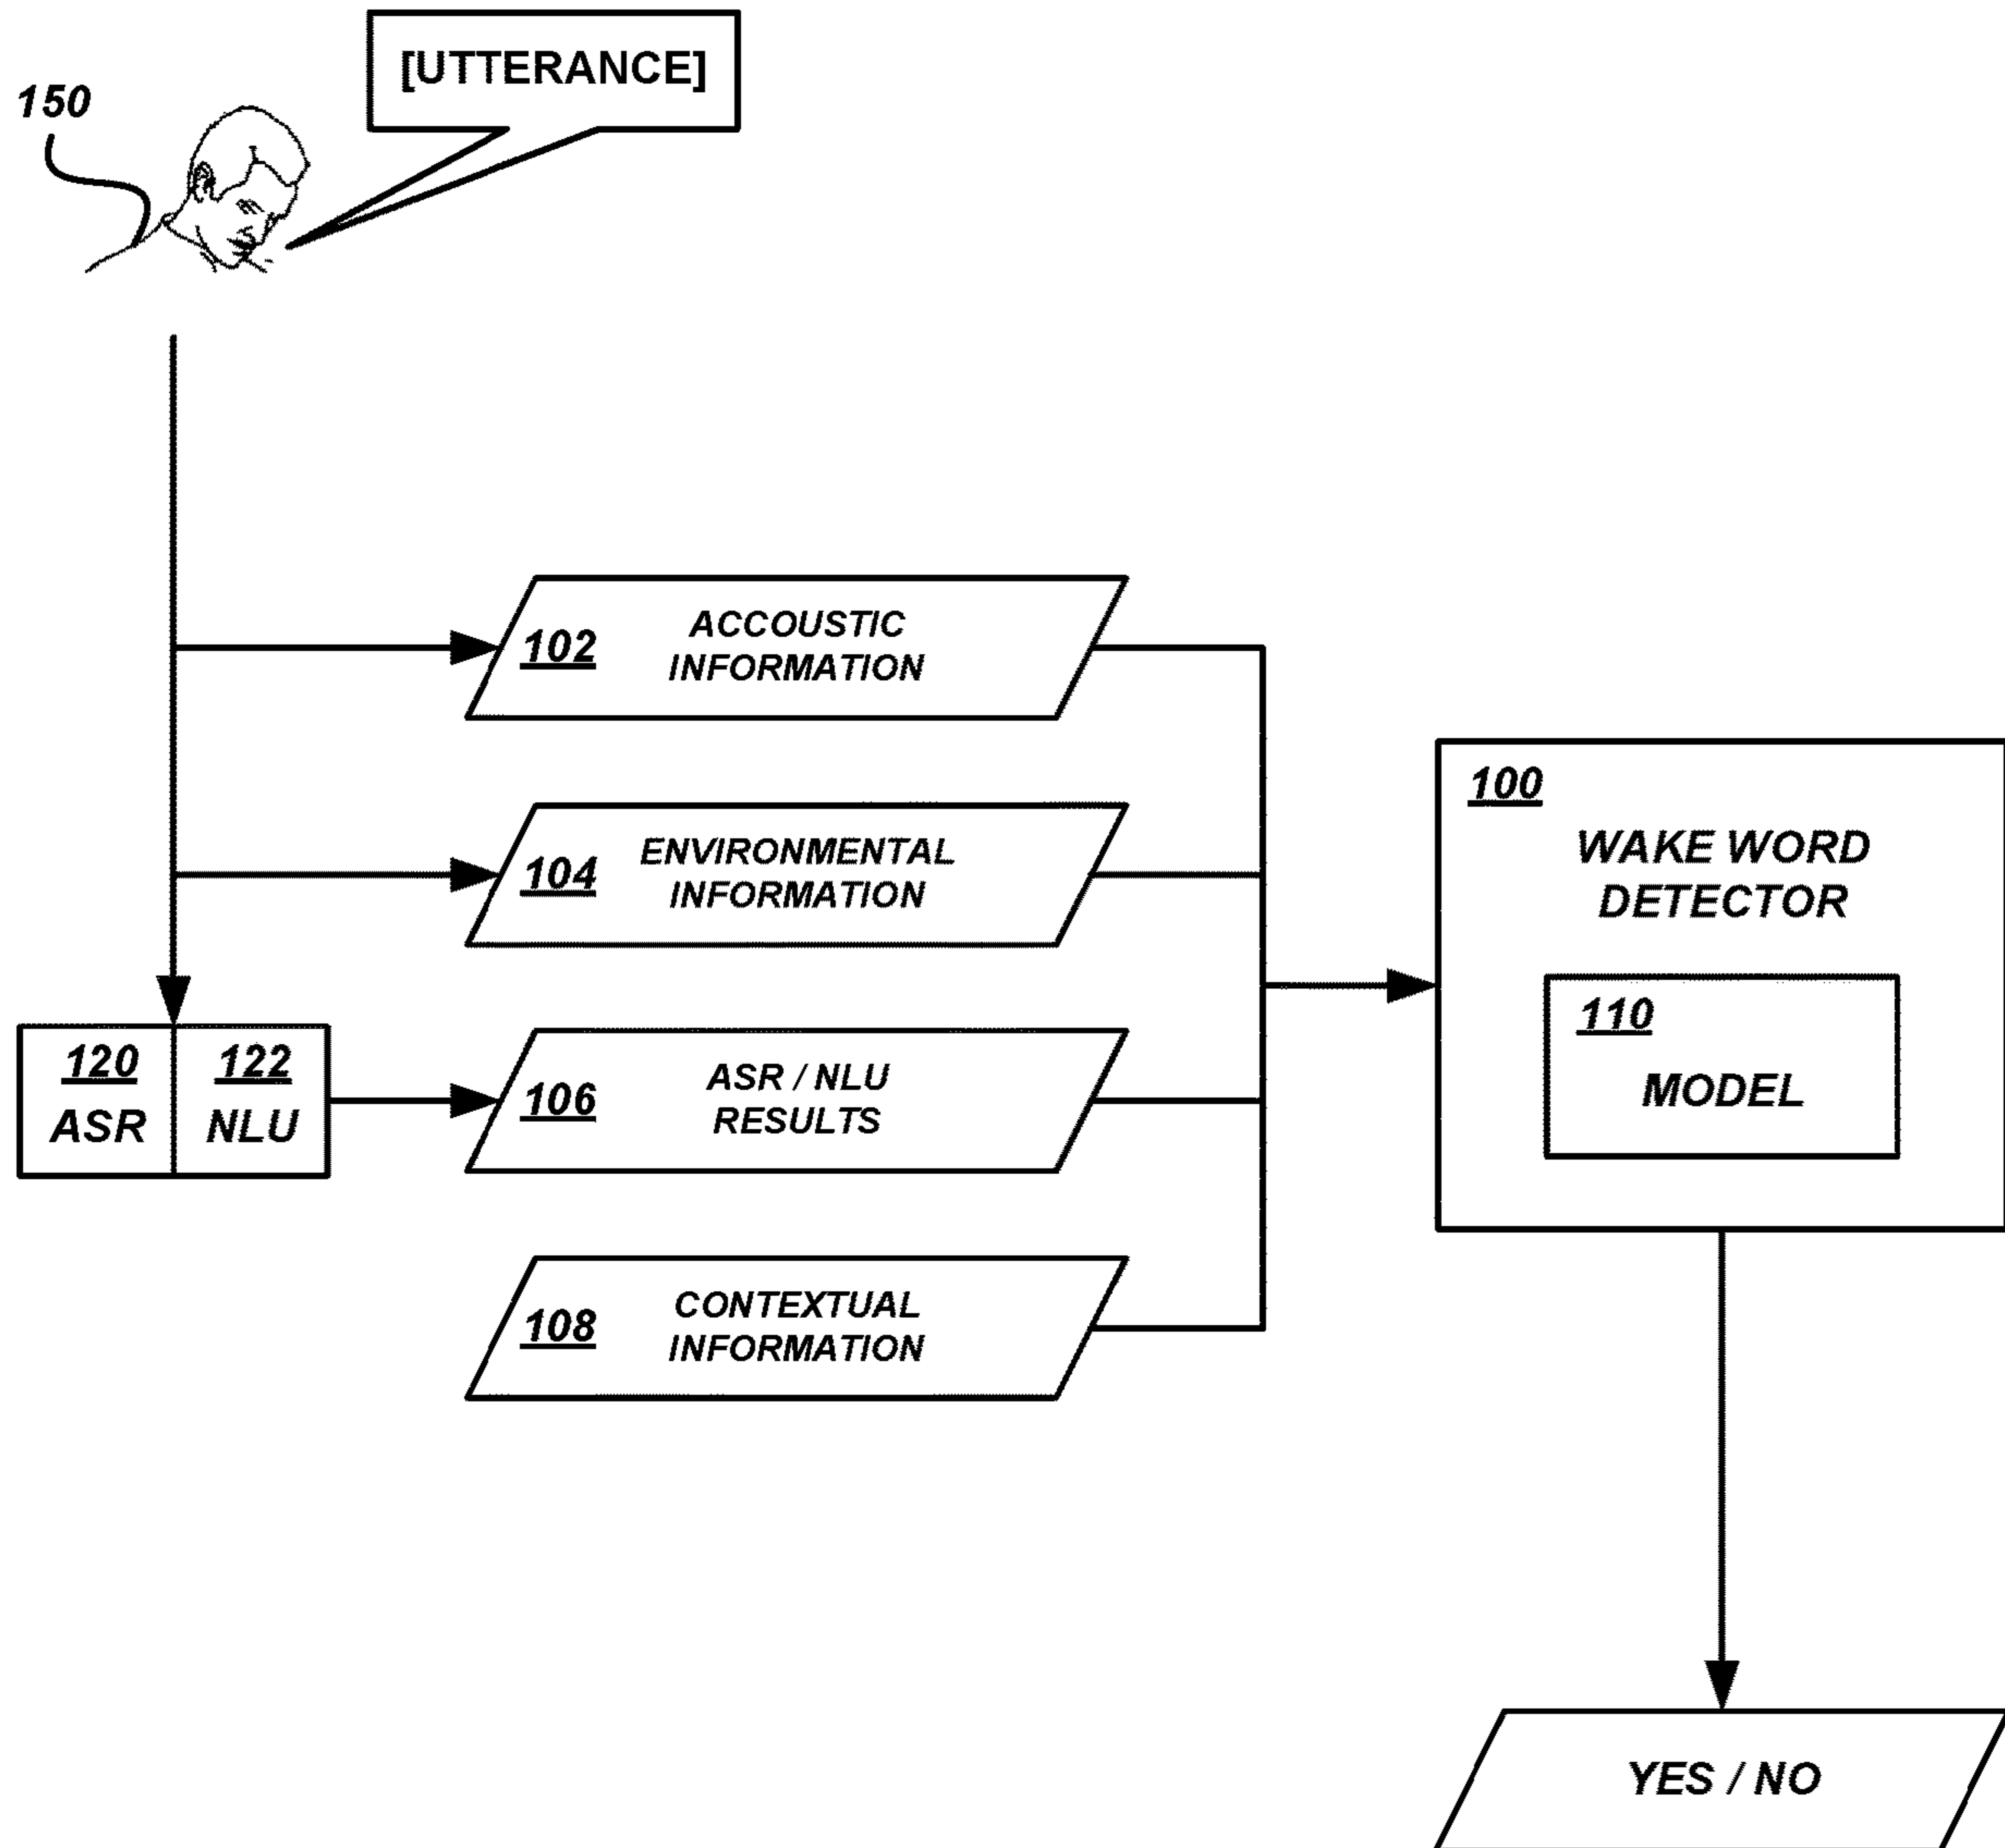 [UTTERANCE]
150
102
ACCOUSTIC
INFORMATION
104
ENVIRONMENTAL
INFORMATION
120
ASR
122
NLU
106
ASR / NLU
RESULTS
108
CONTEXTUAL
INFORMATION
100
WAKE WORD
DETECTOR
110
MODEL
YES / NO